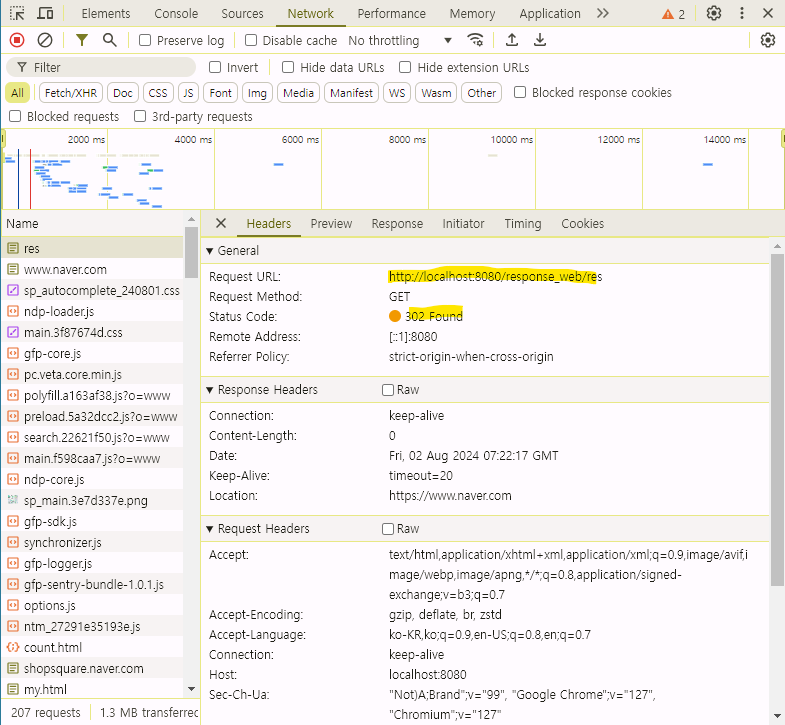 Elements Console Sources Network Performance Memory Application 2
Preserve log Disable cache No throttling
Filter Invert Hide data URLs Hide extension URLs
All Fetch/XHR Doc CSS JS Font Img Media Manifest WS Wasm Other Blocked response cookies
Blocked requests 3rd-party requests
2000 ms 4000 ms 6000 ms 8000 ms 10000 ms 12000 ms 14000 ms
Name
res
www.naver.com
sp_autocomplete_240801.css
ndp-loader.js
main.3f87674d.css
gfp-core.js
pc.veta.core.min.js
polyfill.a163af38.js?o=www
preload.5a32dcc2.js?o=www
search.22621f50.js?o=www
main.f598caa7.js?o=www
ndp-core.js
sp_main.3e7d337e.png
gfp-sdk.js
synchronizer.js
gfp-logger.js
gfp-sentry-bundle-1.0.1.js
options.js
ntm_27291e35193e.js
count.html
shopsquare.naver.com
my.html
207 requests 1.3 MB transferrec
Headers Preview Response Initiator Timing Cookies
General
Request URL: http://localhost:8080/response_web/res
Request Method: GET
Status Code: 302 Found
Remote Address: [::1]:8080
Referrer Policy: strict-origin-when-cross-origin
Response Headers Raw
Connection: keep-alive
Content-Length: 0
Date: Fri, 02 Aug 2024 07:22:17 GMT
Keep-Alive: timeout=20
Location: https://www.naver.com
Request Headers Raw
Accept: text/html,application/xhtml+xml,application/xml;q=0.9,image/avif,i
mage/webp,image/apng,*/*;q=0.8,application/signed-
exchange;v=b3;q=0.7
Accept-Encoding: gzip, deflate, br, zstd
Accept-Language: ko-KR,ko;q=0.9,en-US;q=0.8,en;q=0.7
Connection: keep-alive
Host: localhost:8080
Sec-Ch-Ua: "Not)A;Brand";v="99", "Google Chrome";v="127",
"Chromium";v="127"